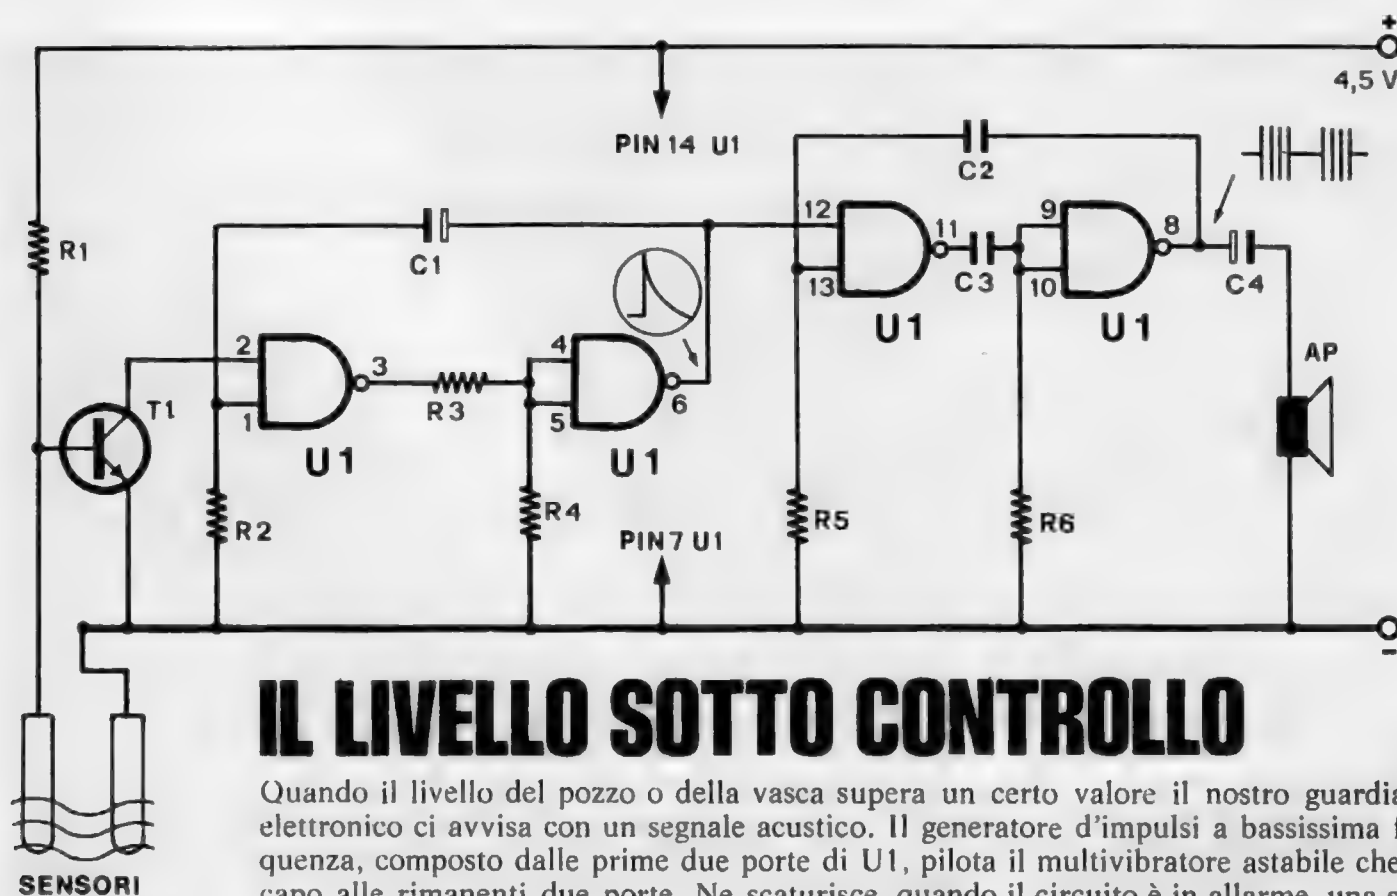 +
4,5 V
PIN 14 U1
C2
R1
C1
12
13
11
C3
9
10
8
C4
U1
U1
AP
2
1
3
R3
4
5
6
T1
U1
U1
R2
R4
PIN 7 U1
R5
R6
-
SENSORI
IL LIVELLO SOTTO CONTROLLO
Quando il livello del pozzo o della vasca supera un certo valore il nostro guardia
elettronico ci avvisa con un segnale acustico. Il generatore d'impulsi a bassissima f
quenza, composto dalle prime due porte di U1, pilota il multivibratore astabile che
capo alle rimanenti due porte. Ne scaturisce, quando il circuito è in allarme, una